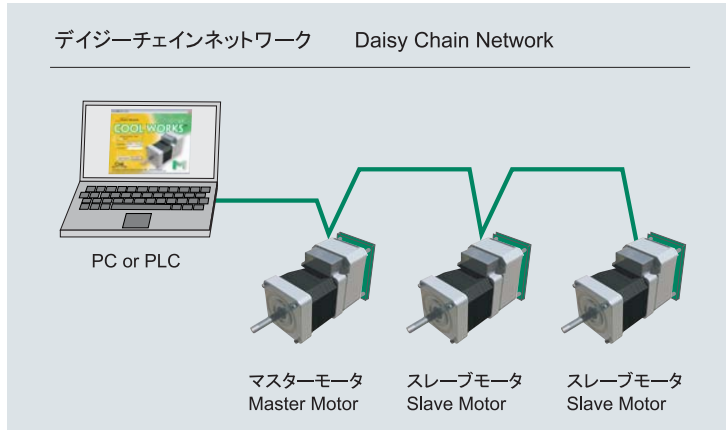 デイジーチェインネットワーク Daisy Chain Network
COOL WORKS
PC or PLC
マスターモータ
Master Motor
スレーブモータ
Slave Motor
スレーブモータ
Slave Motor